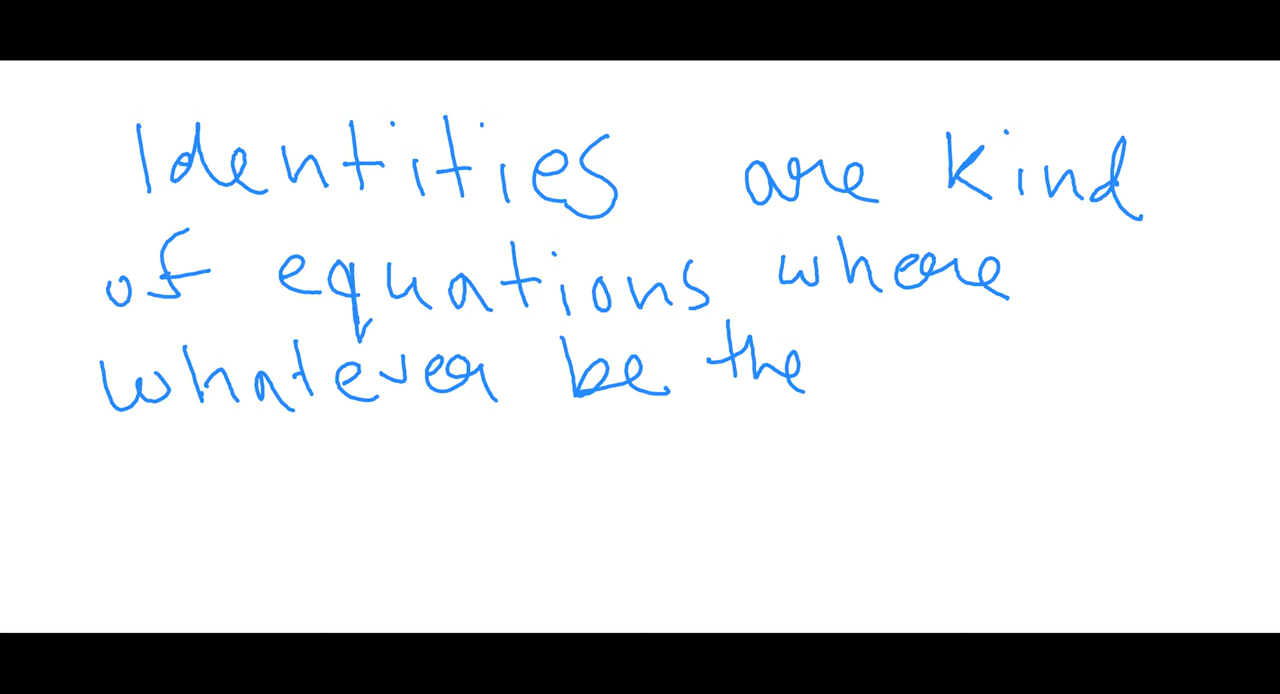 Identities are kind
of equations where
whatever be the